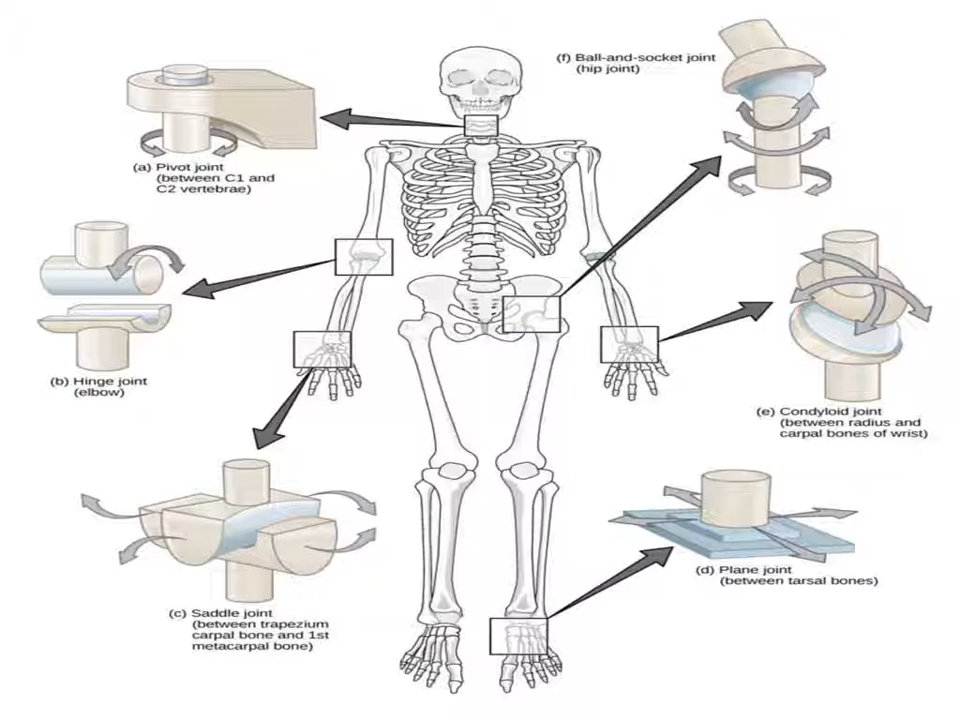 (a) Pivot joint
(between C1 and
C2 vertebrae)
(b) Hinge joint
(elbow)
(c) Saddle joint
(between trapezium
carpal bone and 1st
metacarpal bone)
(d) Plane joint
(between tarsal bones)
(e) Condyloid joint
(between radius and
carpal bones of wrist)
(f) Ball-and-socket joint
(hip joint)